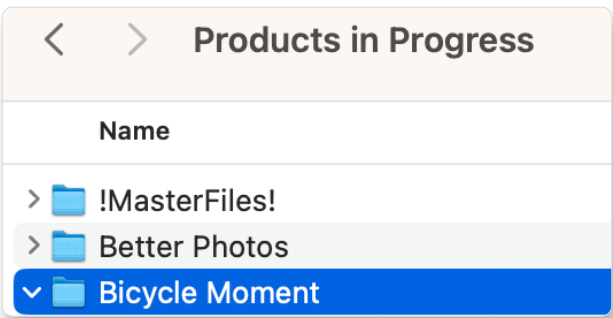 Products in Progress
Name
!MasterFiles!
Better Photos
Bicycle Moment